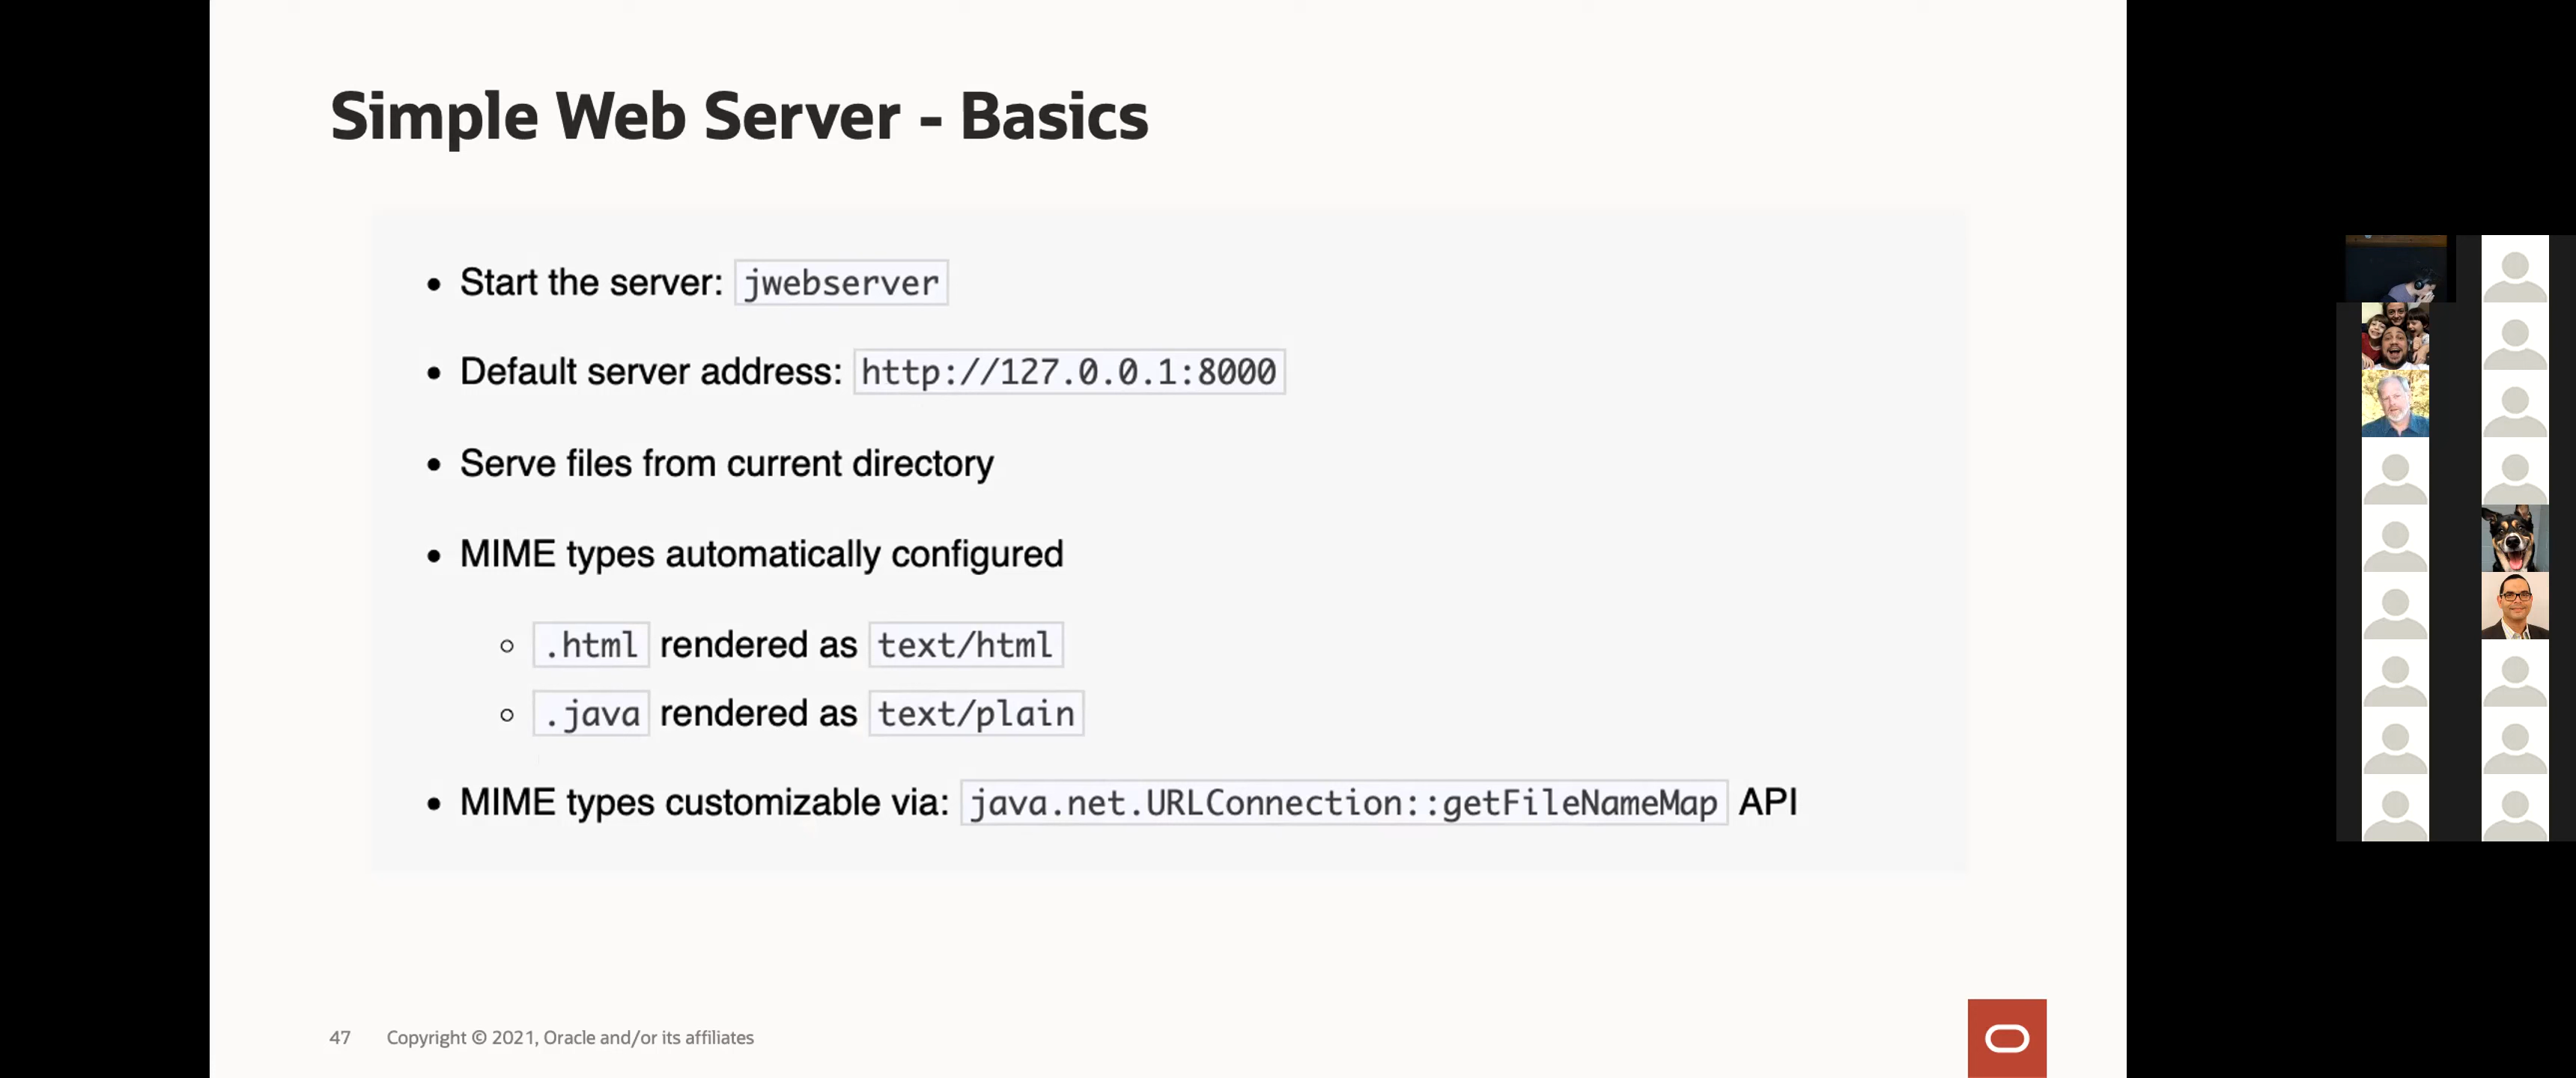 Simple Web Server - Basics
• Start the server: jwebserver
• Default server address: http://127.0.0.1:8000
• Serve files from current directory
• MIME types automatically configured
◦ .html rendered as text/html
◦ .java rendered as text/plain
• MIME types customizable via: java.net.URLConnection::getFileNameMap API
47 Copyright © 2021, Oracle and/or its affiliates